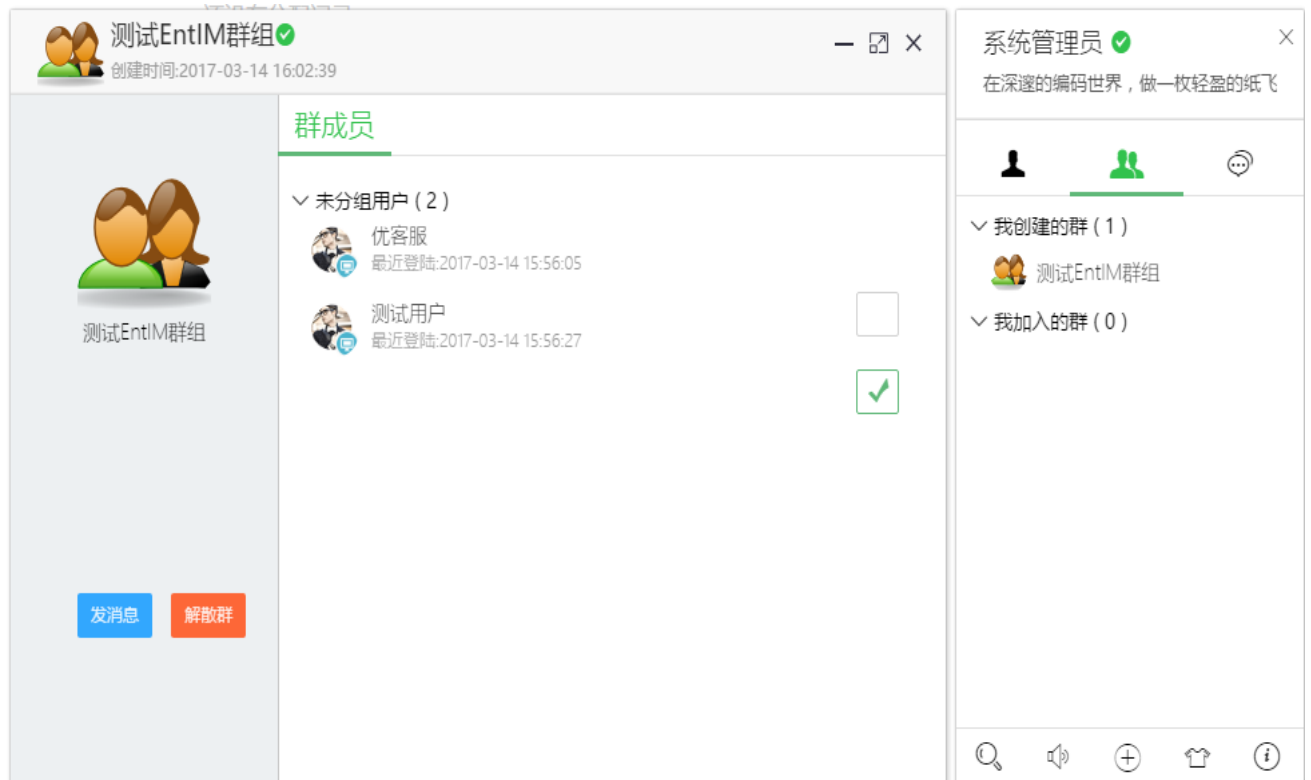 测试EntIM群组
创建时间:2017-03-14 16:02:39
测试EntIM群组
发消息
解散群
群成员
未分组用户 ( 2 )
优客服
最近登陆:2017-03-14 15:56:05
测试用户
最近登陆:2017-03-14 15:56:27
系统管理员
在深邃的编码世界，做一枚轻盈的纸飞
我创建的群 ( 1 )
测试EntIM群组
我加入的群 ( 0 )